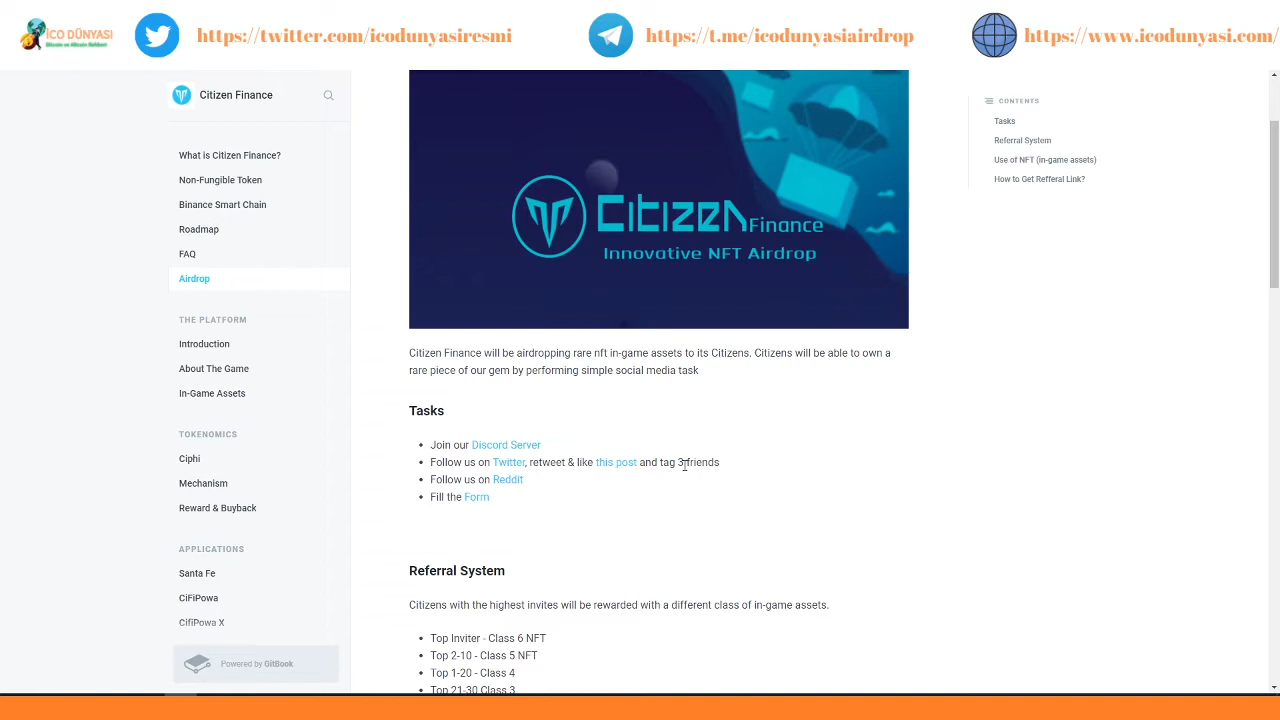 İCO DÜNYASI
https://twitter.com/icodunyasiresmi
https://t.me/icodunyasiairdrop
https://www.icodunyasi.com/
Citizen Finance
What is Citizen Finance?
Non-Fungible Token
Binance Smart Chain
Roadmap
FAQ
Airdrop
THE PLATFORM
Introduction
About The Game
In-Game Assets
TOKENOMICS
Ciphi
Mechanism
Reward & Buyback
APPLICATIONS
Santa Fe
CiFiPowa
CifiPowa X
Powered by GitBook
Citizen Finance
Innovative NFT Airdrop
Citizen Finance will be airdropping rare nft in-game assets to its Citizens. Citizens will be able to own a
rare piece of our gem by performing simple social media task
Tasks
• Join our Discord Server
• Follow us on Twitter, retweet & like this post and tag 3 friends
• Follow us on Reddit
• Fill the Form
Referral System
Citizens with the highest invites will be rewarded with a different class of in-game assets.
• Top Inviter - Class 6 NFT
• Top 2-10 - Class 5 NFT
• Top 1-20 - Class 4
• Top 21-30 Class 3
CONTENTS
Tasks
Referral System
Use of NFT (in-game assets)
How to Get Refferal Link?